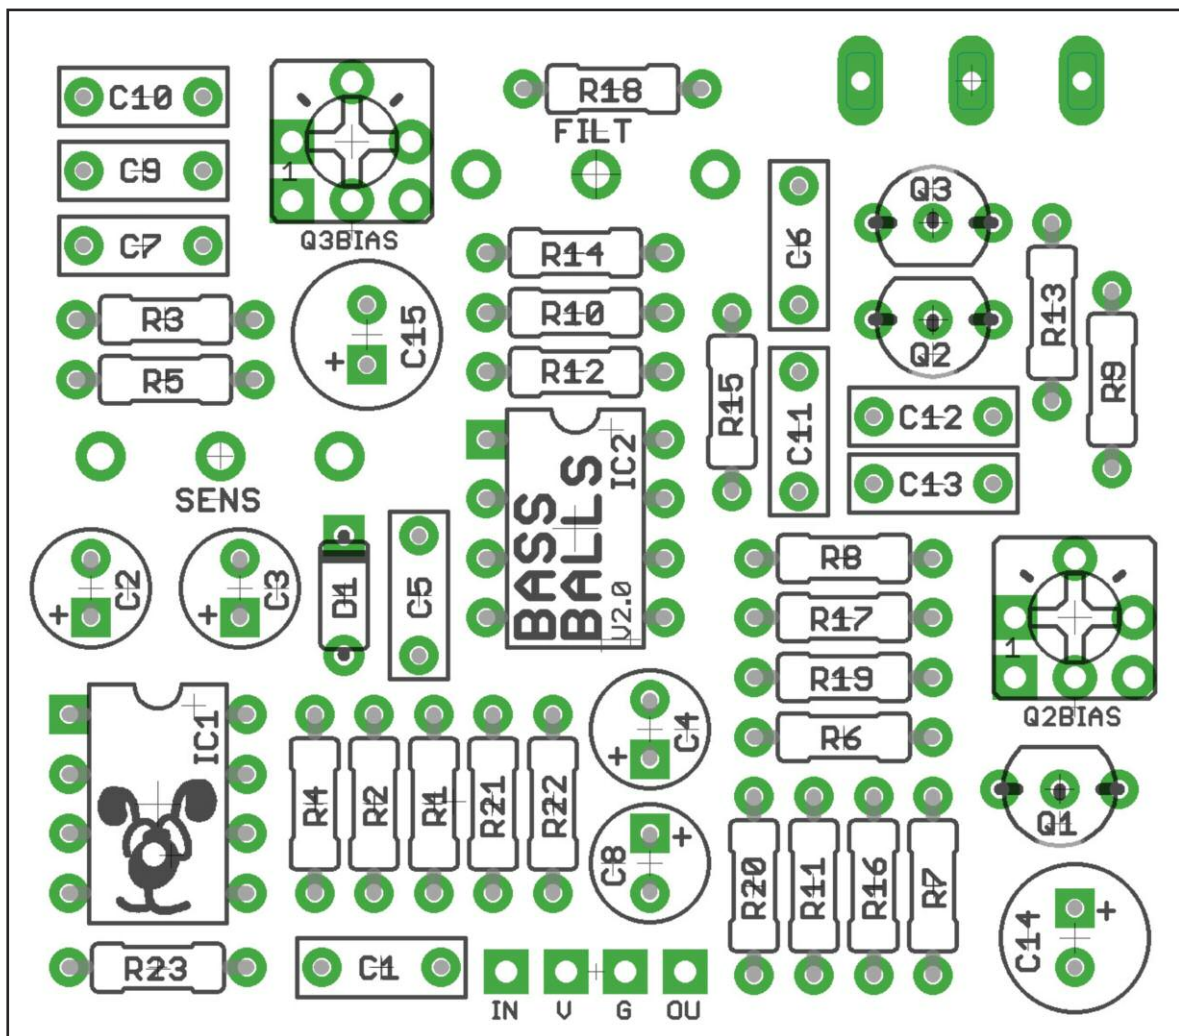 C10
R18
FILT
C9
1
Q3
C7
Q3BIAS
R14
C6
R3
C15
+
R10
R13
Q2
R5
R12
R15
R9
C11
C12
IC2
C13
SENS
BASS
BALLS
V2.0
C2
+
C3
+
D1
C5
R8
R17
1
R19
Q2BIAS
IC1
C4
+
R6
R4
R2
R1
R21
R22
Q1
C8
+
R20
R11
R16
R7
C14
+
R23
C1
IN
V
G
OU